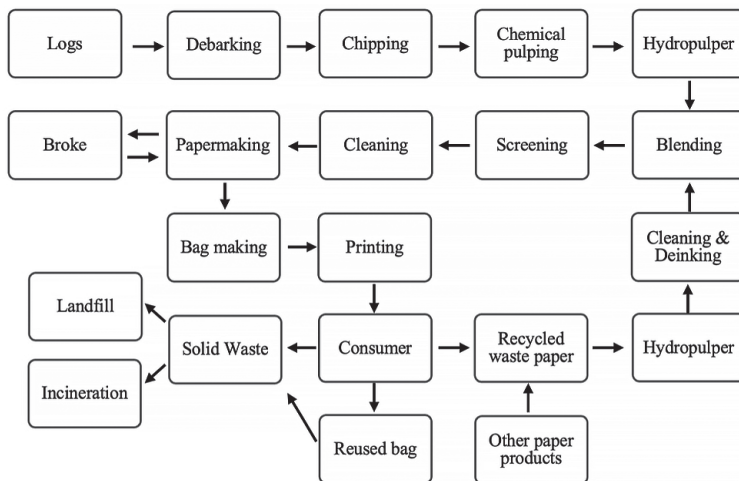 Logs
Debarking
Chipping
Chemical
pulping
Hydropulper
Broke
Papermaking
Cleaning
Screening
Blending
Bag making
Printing
Cleaning &
Deinking
Landfill
Solid Waste
Consumer
Recycled
waste paper
Hydropulper
Incineration
Reused bag
Other paper
products